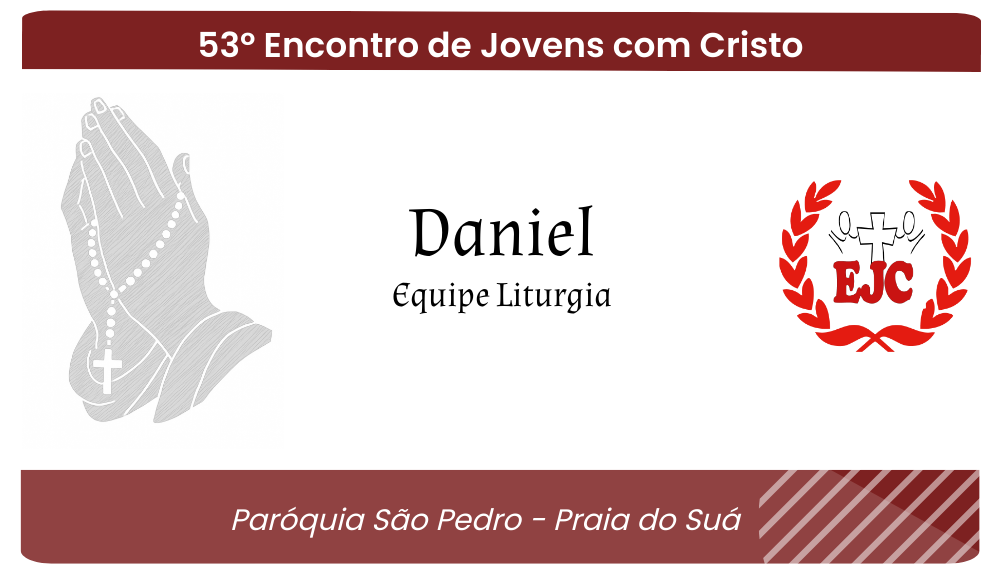 53º Encontro de Jovens com Cristo
Daniel
Equipe Liturgia
EJC
Paróquia São Pedro - Praia do Suá